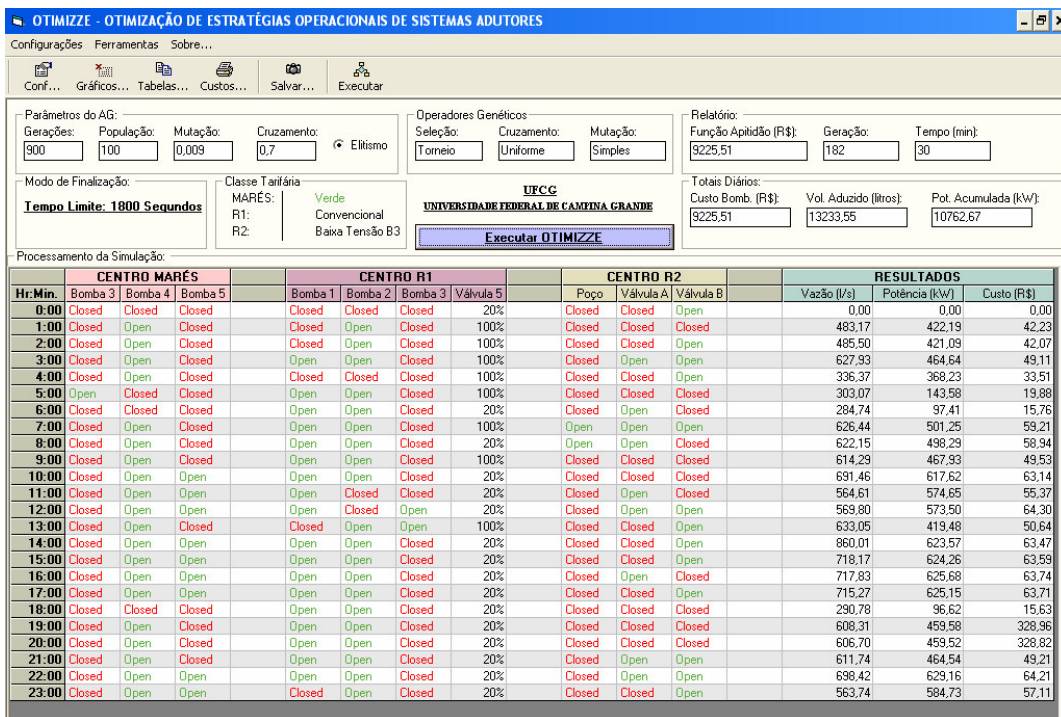 OTIMIZZE - OTIMIZAÇÃO DE ESTRATÉGIAS OPERACIONAIS DE SISTEMAS ADUTORES
Configurações Ferramentas Sobre...
Conf... Gráficos... Tabelas... Custos... Salvar... Executar
Parâmetros do AG: Operadores Genéticos Relatório:
Gerações: População: Mutação: Cruzamento: Elitismo Seleção: Cruzamento: Mutação: Função Apitidão (R$): Geração: Tempo (min):
900 100 0,009 0,7 Torneio Uniforme Simples 9225,51 182 30
Modo de Finalização: Classe Tarifária UFCG Totais Diários:
Tempo Limite: 1800 Segundos MARÉS: Verde UNIVERSIDADE FEDERAL DE CAMPINA GRANDE Custo Bomb. (R$): Vol. Aduzido (litros): Pot. Acumulada (kW):
R1: Convencional 9225,51 13233,55 10762,67
R2: Baixa Tensão B3 Executar OTIMIZZE
Processamento da Simulação:
CENTRO MARÉS CENTRO R1 CENTRO R2 RESULTADOS
Hr:Min. Bomba 3 Bomba 4 Bomba 5 Bomba 1 Bomba 2 Bomba 3 Válvula 5 Poço Válvula A Válvula B Vazão (l/s) Potência (kW) Custo (R$)
0:00 Closed Closed Closed Closed Closed Closed 20% Closed Closed Open 0,00 0,00 0,00
1:00 Closed Open Closed Closed Open Closed 100% Closed Closed Closed 483,17 422,19 42,23
2:00 Closed Open Closed Closed Open Closed 100% Closed Closed Open 485,50 421,09 42,07
3:00 Closed Open Closed Open Open Closed 100% Closed Open Open 627,93 464,64 49,11
4:00 Closed Open Closed Closed Closed Closed 100% Closed Closed Open 336,37 368,23 33,51
5:00 Open Closed Closed Open Open Closed 100% Closed Closed Closed 303,07 143,58 19,88
6:00 Closed Closed Closed Open Open Closed 20% Closed Open Closed 284,74 97,41 15,76
7:00 Closed Open Closed Open Open Closed 100% Open Open Open 626,44 501,25 59,21
8:00 Closed Open Closed Open Open Closed 20% Open Open Closed 622,15 498,29 58,94
9:00 Closed Open Closed Open Open Closed 100% Closed Closed Closed 614,29 467,93 49,53
10:00 Closed Open Open Open Open Closed 20% Closed Closed Closed 691,46 617,62 63,14
11:00 Closed Open Open Open Closed Closed 20% Closed Open Closed 564,61 574,65 55,37
12:00 Closed Open Open Open Closed Open 20% Closed Open Open 569,80 573,50 64,30
13:00 Closed Open Closed Closed Open Open 100% Closed Closed Open 633,05 419,48 50,64
14:00 Closed Open Open Open Open Closed 20% Closed Closed Open 860,01 623,57 63,47
15:00 Closed Open Open Open Open Closed 20% Closed Closed Open 718,17 624,26 63,59
16:00 Closed Open Open Open Open Closed 20% Closed Open Closed 717,83 625,68 63,74
17:00 Closed Open Open Open Open Closed 20% Closed Closed Open 715,27 625,15 63,71
18:00 Closed Closed Closed Open Open Closed 20% Closed Closed Closed 290,78 96,62 15,63
19:00 Closed Open Closed Open Open Closed 20% Closed Closed Open 608,31 459,58 328,96
20:00 Closed Open Closed Open Open Closed 20% Closed Closed Open 606,70 459,52 328,82
21:00 Closed Open Closed Open Open Closed 20% Closed Open Open 611,74 464,54 49,21
22:00 Closed Open Open Open Open Closed 20% Closed Open Open 698,42 629,16 64,21
23:00 Closed Open Open Closed Open Closed 20% Closed Closed Open 563,74 584,73 57,11